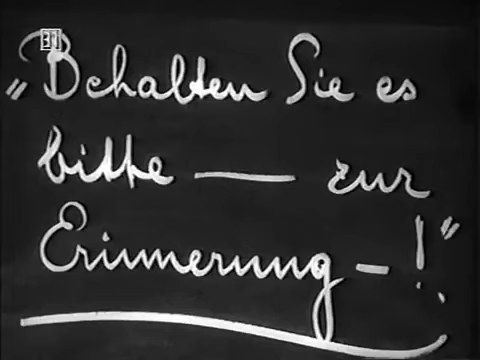 „Behalten Sie es
bitte — zur
Erinnerung – !"